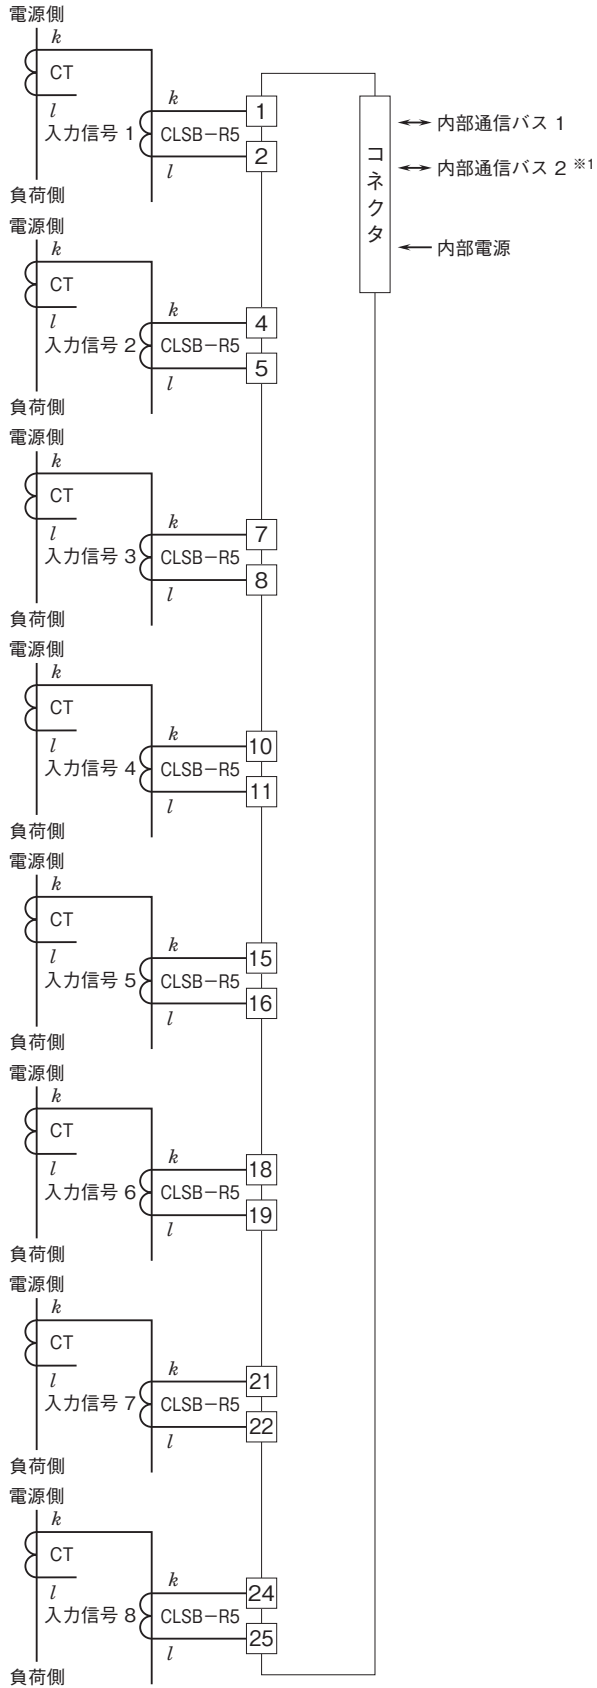 電源側
k
CT
l
入力信号 1
k
CLSB−R5
l
1
2
負荷側
コネクタ
内部通信バス 1
内部通信バス 2 ※1
内部電源
電源側
k
CT
l
入力信号 2
k
CLSB−R5
l
4
5
負荷側
電源側
k
CT
l
入力信号 3
k
CLSB−R5
l
7
8
負荷側
電源側
k
CT
l
入力信号 4
k
CLSB−R5
l
10
11
負荷側
電源側
k
CT
l
入力信号 5
k
CLSB−R5
l
15
16
負荷側
電源側
k
CT
l
入力信号 6
k
CLSB−R5
l
18
19
負荷側
電源側
k
CT
l
入力信号 7
k
CLSB−R5
l
21
22
負荷側
電源側
k
CT
l
入力信号 8
k
CLSB−R5
l
24
25
負荷側